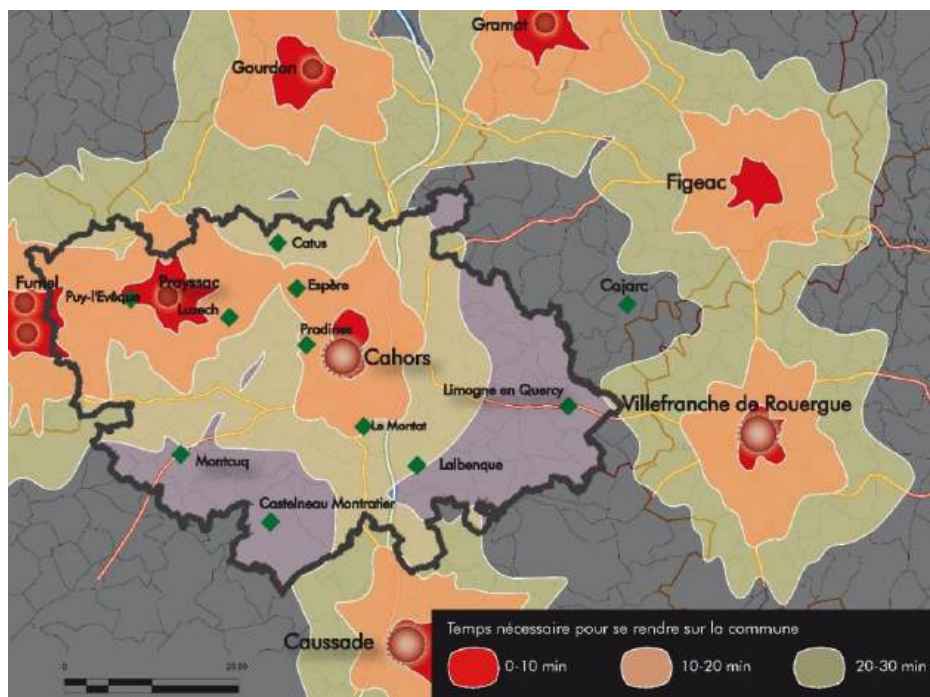 Gramat
Gourdon
Figeac
Catus
Fumel
Prayssac
Espère
Cajarc
Puy-l'Evêque
Luzech
Pradines
Cahors
Limogne en Quercy
Villefranche de Rouergue
Le Montat
Montcuq
Lalbenque
Castelneau Montratier
Caussade
Temps nécessaire pour se rendre sur la commune
0-10 min
10-20 min
20-30 min
0